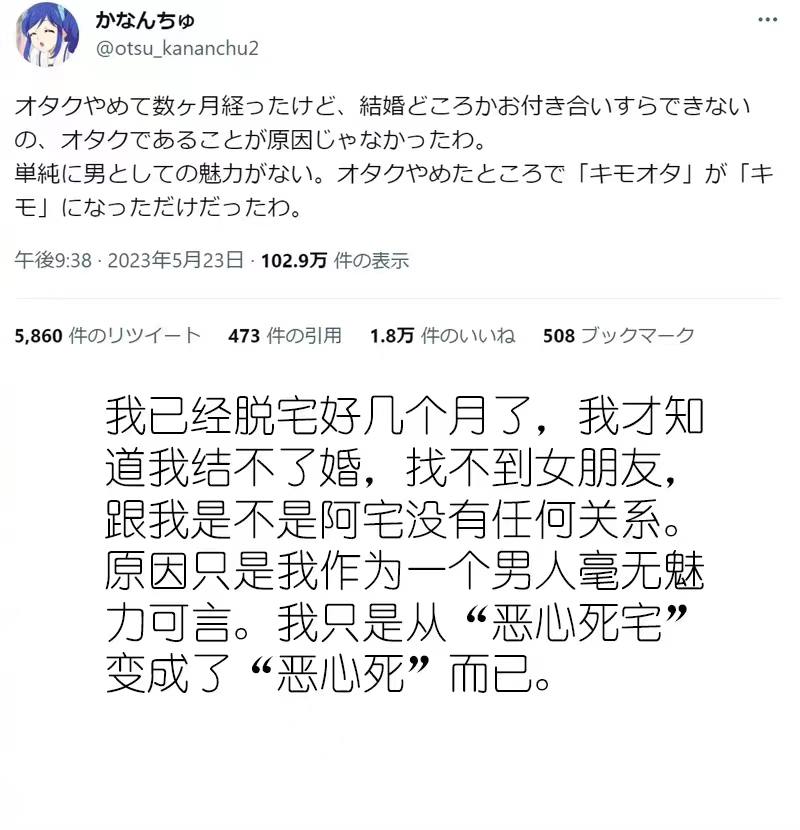 かなんちゅ
@otsu_kananchu2
オタクやめて数ヶ月経ったけど、結婚どころかお付き合いすらできない
の、オタクであることが原因じゃなかったわ。
単純に男としての魅力がない。オタクやめたところで「キモオタ」が「キ
モ」になっただけだったわ。
午後9:38 · 2023年5月23日 · 102.9万 件の表示
5,860 件のリツイート 473 件の引用 1.8万 件のいいね 508 ブックマーク
我已经脱宅好几个月了，我才知
道我结不了婚，找不到女朋友，
跟我是不是阿宅没有任何关系。
原因只是我作为一个男人毫无魅
力可言。我只是从“恶心死宅”
变成了“恶心死”而已。